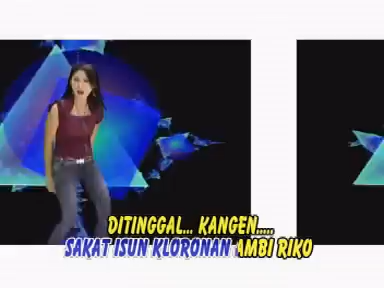 DITINGGAL... KANGEN.....
SAKAT ISUN KLORONAN AMBI RIKO